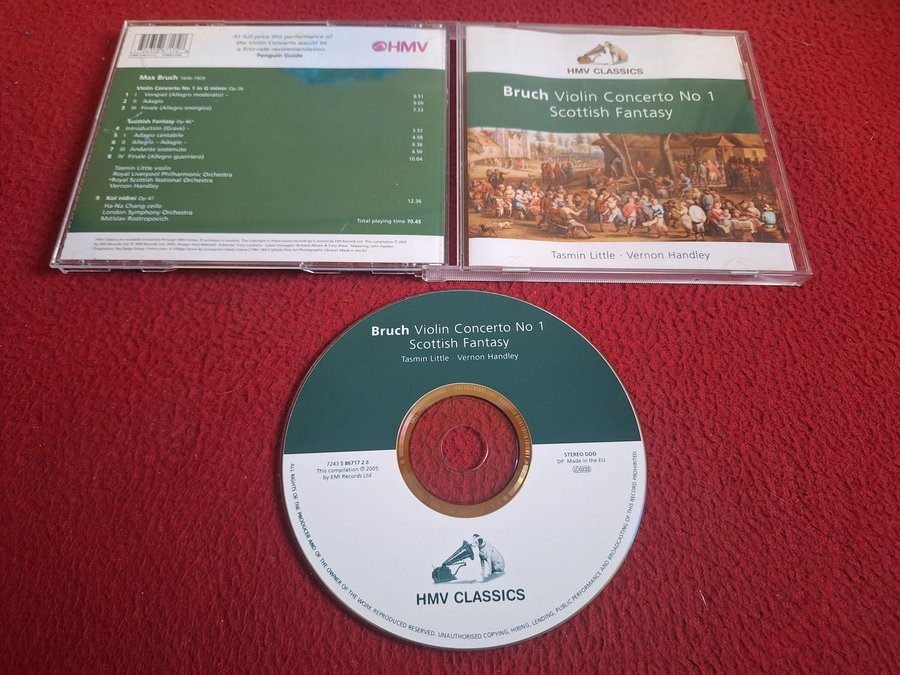 At full price this performance of
the Violin Concerto would be
a first-rate recommendation.
Penguin Guide
HMV
Max Bruch 1838-1920
Violin Concerto No 1 in G minor Op 26
1 I Vorspiel (Allegro moderato) – 8.51
2 II Adagio 9.09
3 III Finale (Allegro energico) 7.33
Scottish Fantasy Op 46*
4 Introduction (Grave) – 3.52
5 I Adagio cantabile 4.59
6 II Allegro – Adagio – 6.36
7 III Andante sostenuto 6.50
8 IV Finale (Allegro guerriero) 10.04
Tasmin Little violin
Royal Liverpool Philharmonic Orchestra
*Royal Scottish National Orchestra
Vernon Handley
9 Kol nidrei Op 47 12.36
Ha-Na Chang cello
London Symphony Orchestra
Mstislav Rostropovich
Total playing time 70.45
HMV CLASSICS
Bruch Violin Concerto No 1
Scottish Fantasy
Tasmin Little · Vernon Handley
Bruch Violin Concerto No 1
Scottish Fantasy
Tasmin Little · Vernon Handley
7243 5 86717 2 8
This compilation ℗ 2005
by EMI Records Ltd
STEREO DDD
DP Made in the EU
HMV CLASSICS
ALL RIGHTS OF THE PRODUCER AND OF THE OWNER OF THE WORK REPRODUCED RESERVED. UNAUTHORISED COPYING, HIRING, LENDING, PUBLIC PERFORMANCE AND BROADCASTING OF THIS RECORD PROHIBITED